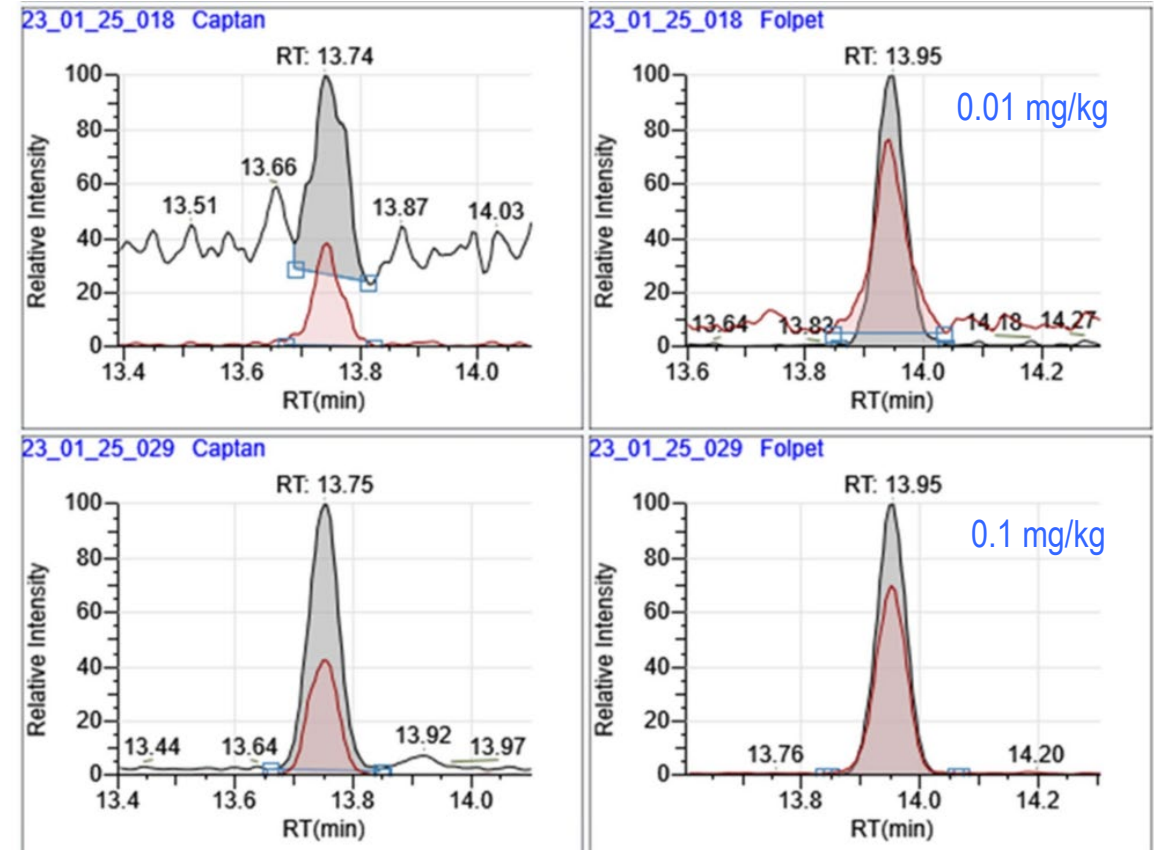 23_01_25_018 Captan
RT: 13.74
100
80
60
40
20
0
13.66
13.51
13.87
14.03
Relative Intensity
13.4 13.6 13.8 14.0
RT(min)
23_01_25_018 Folpet
RT: 13.95
0.01 mg/kg
100
80
60
40
20
0
13.64 13.83 14.18 14.27
Relative Intensity
13.6 13.8 14.0 14.2
RT(min)
23_01_25_029 Captan
RT: 13.75
100
80
60
40
20
0
13.44 13.64 13.92 13.97
Relative Intensity
13.4 13.6 13.8 14.0
RT(min)
23_01_25_029 Folpet
RT: 13.95
0.1 mg/kg
100
80
60
40
20
0
13.76 14.20
Relative Intensity
13.8 14.0 14.2
RT(min)